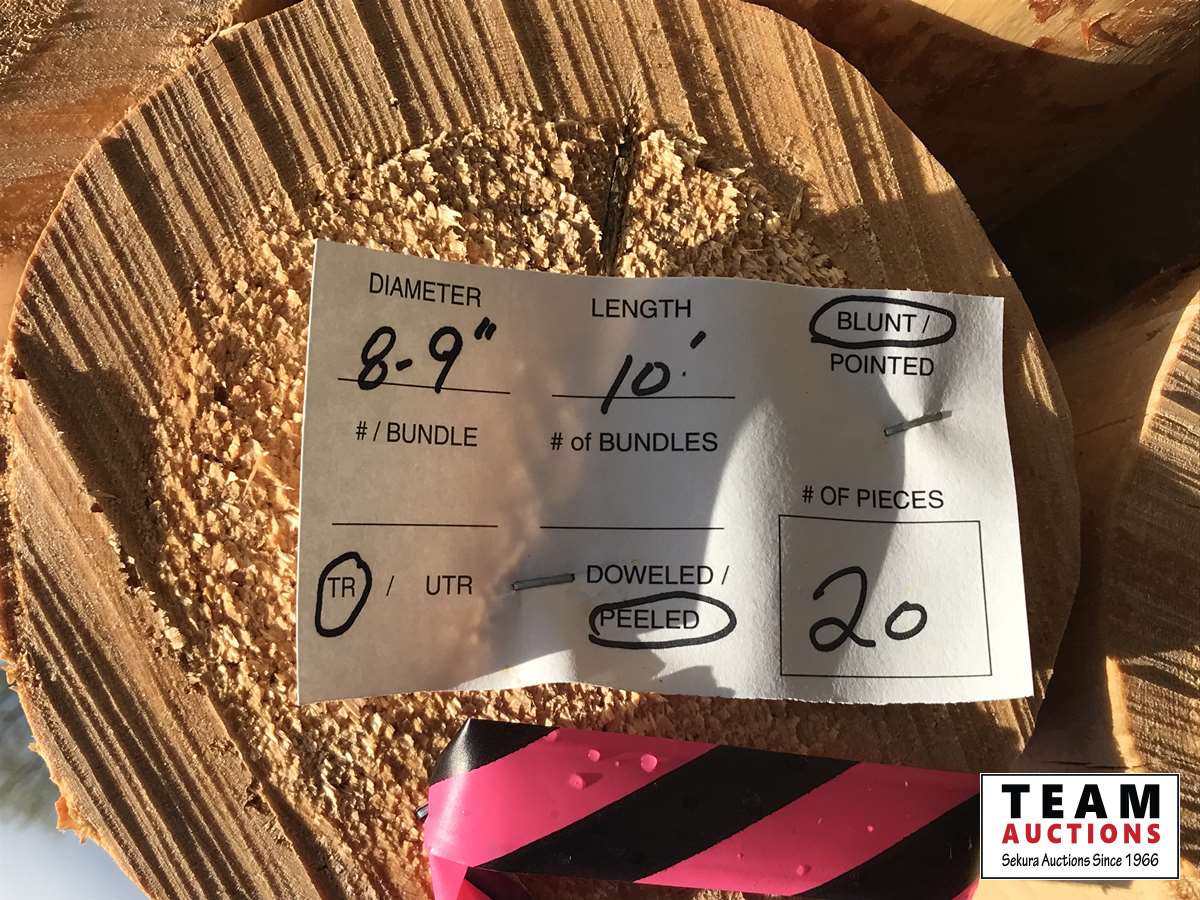 DIAMETER
8-9"
LENGTH
10'
BLUNT /
POINTED
# / BUNDLE
# of BUNDLES
# OF PIECES
20
TR / UTR
DOWELED /
PEELED
TEAM
AUCTIONS
Sekura Auctions Since 1966